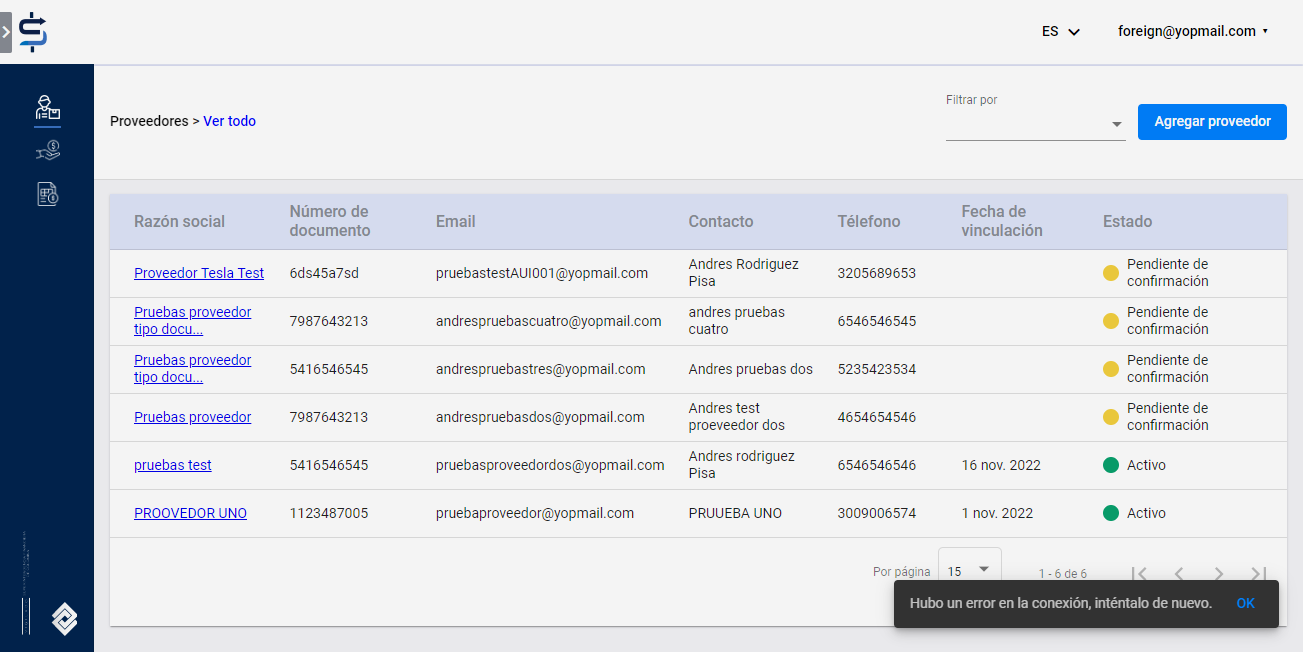 ES
foreign@yopmail.com
Proveedores > Ver todo
Filtrar por
Agregar proveedor
Razón social
Número de
documento
Email
Contacto
Télefono
Fecha de
vinculación
Estado
Proveedor Tesla Test
6ds45a7sd
pruebastestAUI001@yopmail.com
Andres Rodriguez
Pisa
3205689653
Pendiente de
confirmación
Pruebas proveedor
tipo docu...
7987643213
andrespruebascuatro@yopmail.com
andres pruebas
cuatro
6546546545
Pendiente de
confirmación
Pruebas proveedor
tipo docu...
5416546545
andrespruebastres@yopmail.com
Andres pruebas dos
5235423534
Pendiente de
confirmación
Pruebas proveedor
7987643213
andrespruebasdos@yopmail.com
Andres test
proeveedor dos
4654654546
Pendiente de
confirmación
pruebas test
5416546545
pruebasproveedordos@yopmail.com
Andres rodriguez
Pisa
6546546546
16 nov. 2022
Activo
PROOVEDOR UNO
1123487005
pruebaproveedor@yopmail.com
PRUUEBA UNO
3009006574
1 nov. 2022
Activo
Por página
15
1 - 6 de 6
Hubo un error en la conexión, inténtalo de nuevo.
OK